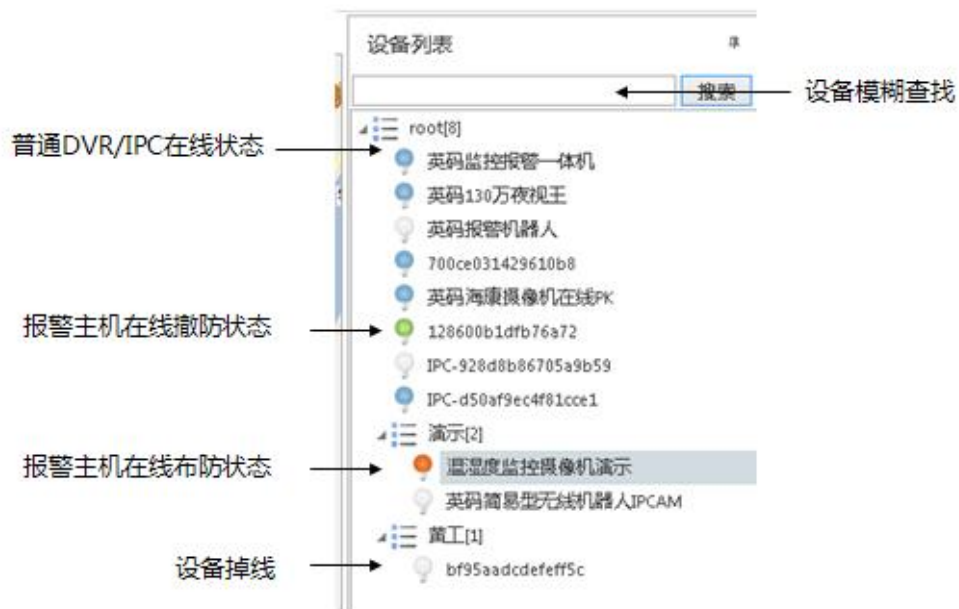 设备列表
搜索
设备模糊查找
root[8]
普通DVR/IPC在线状态
英码监控报警一体机
英码130万夜视王
英码报警机器人
700ce031429610b8
英码海康摄像机在线PK
报警主机在线撤防状态
128600b1dfb76a72
IPC-928d8b86705a9b59
IPC-d50af9ec4f81cce1
演示[2]
报警主机在线布防状态
温湿度监控摄像机演示
英码简易型无线机器人IPCAM
黄工[1]
设备掉线
bf95aadcdefeff5c